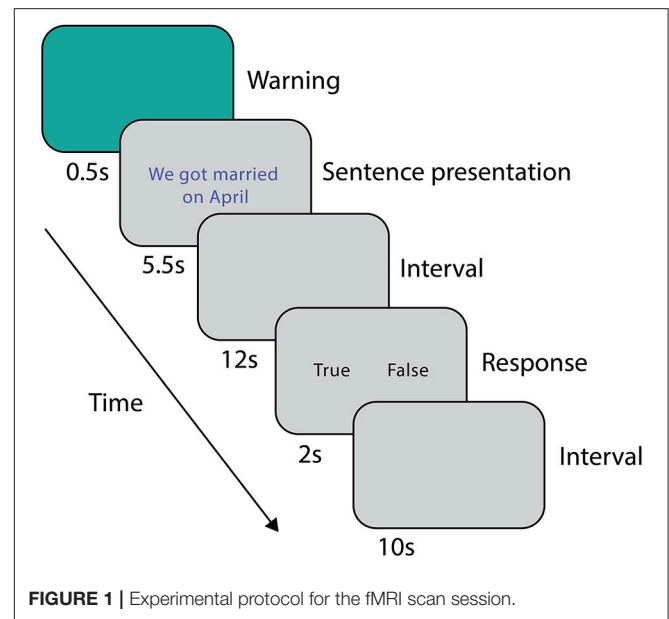 Warning
0.5s
We got married
on April
Sentence presentation
5.5s
Interval
12s
True False
Response
Time
2s
Interval
10s
FIGURE 1 | Experimental protocol for the fMRI scan session.